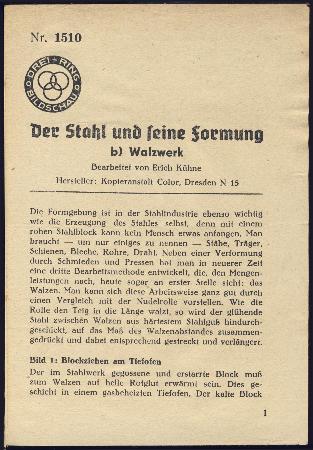 Nr. 1510
DREI RING
BILDSCHAU
Der Stahl und seine Formung
b) Walzwerk
Bearbeitet von Erich Kühne
Hersteller: Kopieranstalt Color, Dresden N 15
Die Formgebung ist in der Stahlindustrie ebenso wichtig
wie die Erzeugung des Stahles selbst, denn mit einem
rohen Stahlblock kann kein Mensch etwas anfangen. Man
braucht — um nur einiges zu nennen — Stäbe, Träger,
Schienen, Bleche, Rohre, Draht. Neben einer Verformung
durch Schmieden und Pressen hat man in neuerer Zeit
eine dritte Bearbeitsmethode entwickelt, die, den Mengen-
leistungen nach, heute sogar an erster Stelle steht: das
Walzen. Man kann sich diese Arbeitsweise ganz gut durch
einen Vergleich mit der Nudelrolle vorstellen. Wie die
Rolle den Teig in die Länge walzt, so wird der glühende
Stahl zwischen Walzen aus härtestem Stahlguß hindurch-
geschickt, auf das Maß des Walzenabstandes zusammen-
gedrückt und dabei entsprechend gestreckt und verlängert.
Bild 1: Blockziehen am Tiefofen
Der im Stahlwerk gegossene und erstarrte Block muß
zum Walzen auf helle Rotglut erwärmt sein. Dies ge-
schieht in einem gasbeheizten Tiefofen. Der kalte Block
1